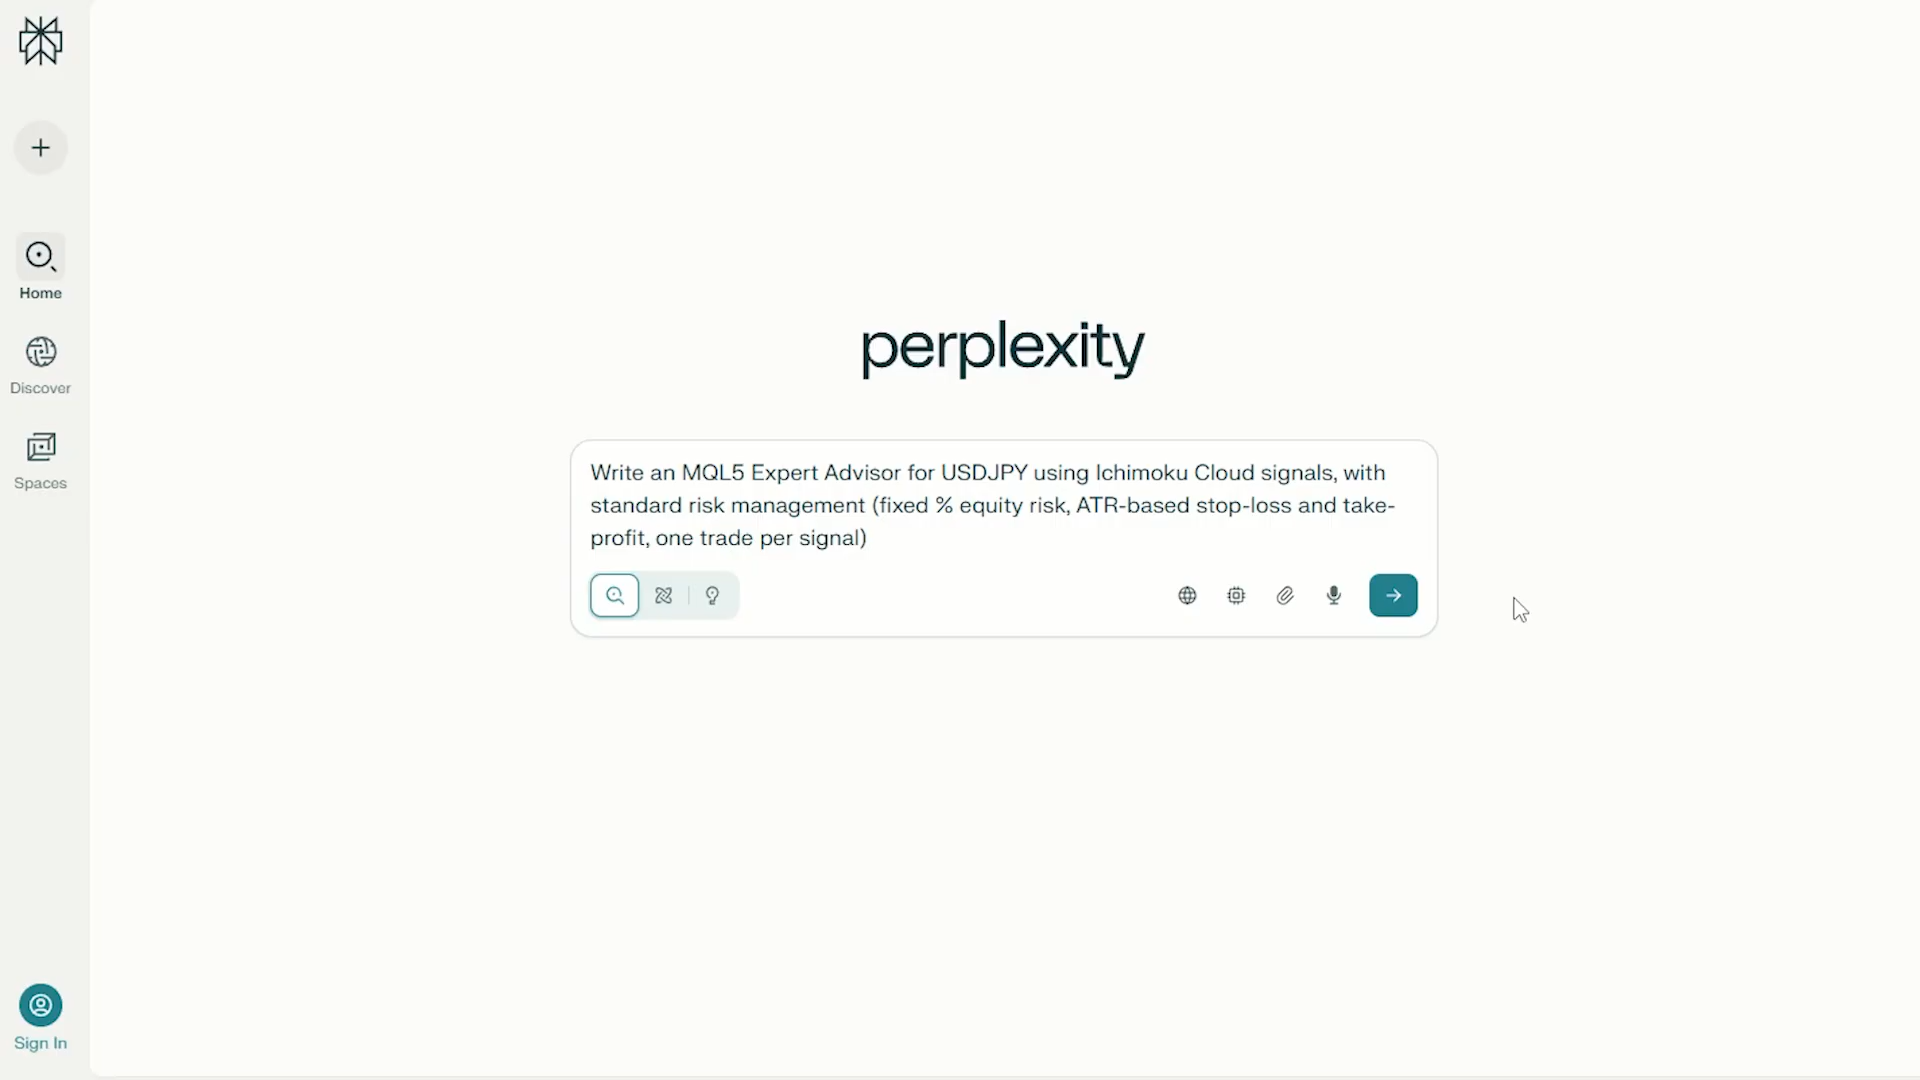 Home
Discover
Spaces
perplexity
Write an MQL5 Expert Advisor for USDJPY using Ichimoku Cloud signals, with
standard risk management (fixed % equity risk, ATR-based stop-loss and take-
profit, one trade per signal)
Sign In